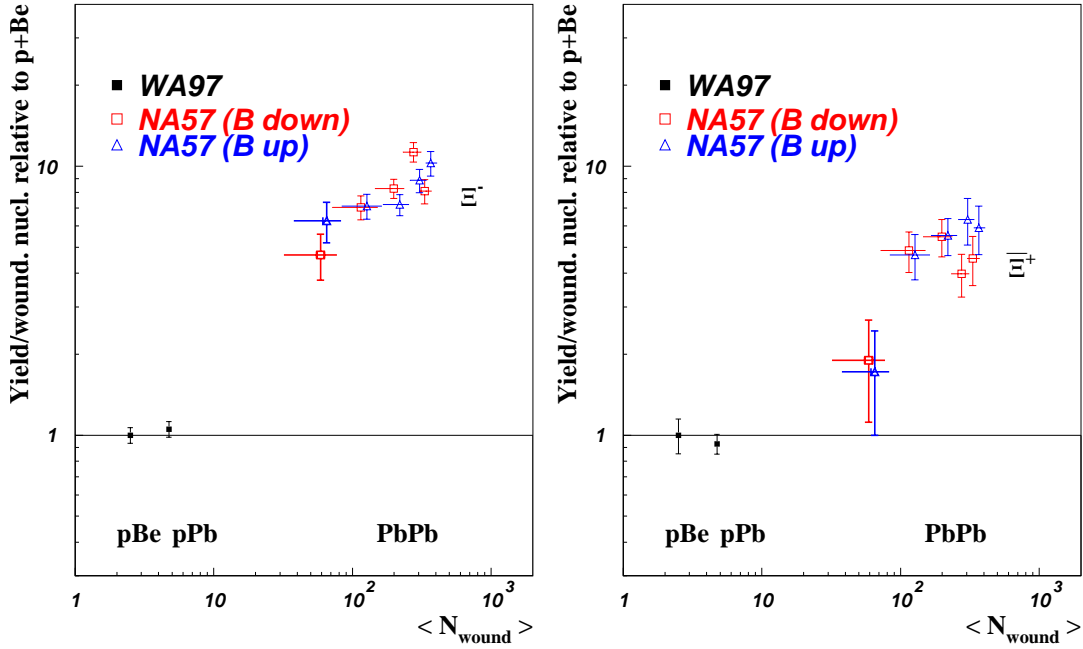 Yield/wound. nucl. relative to p+Be
10
1
WA97
NA57 (B down)
NA57 (B up)
Ξ-
pBe pPb
PbPb
1
10
10²
10³
< N_wound >
Yield/wound. nucl. relative to p+Be
10
1
WA97
NA57 (B down)
NA57 (B up)
Ξ̅+
pBe pPb
PbPb
1
10
10²
10³
< N_wound >